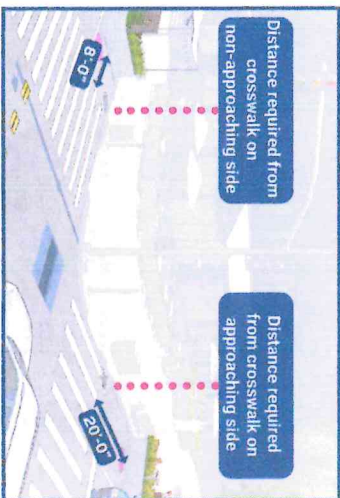 Distance required from
crosswalk on
non-approaching side
8'-0"
Distance required
from crosswalk on
approaching side
20'-0"